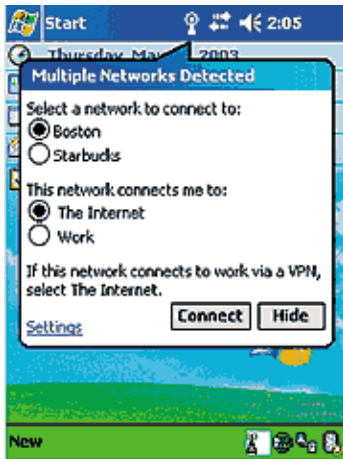 Start 2:05
Thursday, May 2003
Multiple Networks Detected
Select a network to connect to:
Boston
Starbucks
This network connects me to:
The Internet
Work
If this network connects to work via a VPN,
select The Internet.
Connect Hide
Settings
New